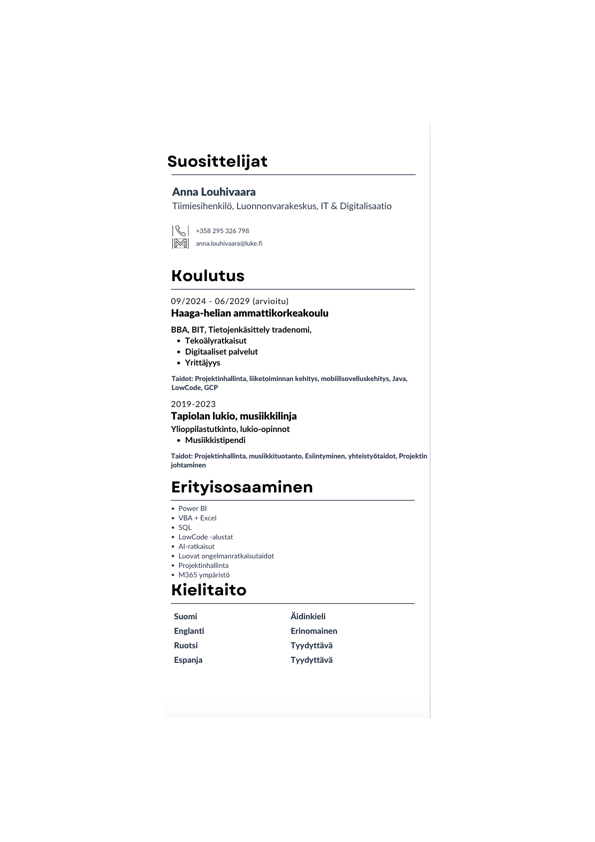 Suosittelijat
Anna Louhivaara
Tiimiesihenkilö, Luonnonvarakeskus, IT & Digitalisaatio
+358 295 326 798
anna.louhivaara@luke.fi
Koulutus
09/2024 - 06/2029 (arvioitu)
Haaga-helian ammattikorkeakoulu
BBA, BIT, Tietojenkäsittely tradenomi,
• Tekoälyratkaisut
• Digitaaliset palvelut
• Yrittäjyys
Taidot: Projektinhallinta, liiketoiminnan kehitys, mobiilisovelluskehitys, Java,
LowCode, GCP
2019-2023
Tapiolan lukio, musiikkilinja
Ylioppilastutkinto, lukio-opinnot
• Musiikkistipendi
Taidot: Projektinhallinta, musiikkituotanto, Esiintyminen, yhteistyötaidot, Projektin
johtaminen
Erityisosaaminen
• Power BI
• VBA + Excel
• SQL
• LowCode -alustat
• AI-ratkaisut
• Luovat ongelmanratkaisutaidot
• Projektinhallinta
• M365 ympäristö
Kielitaito
Suomi Äidinkieli
Englanti Erinomainen
Ruotsi Tyydyttävä
Espanja Tyydyttävä